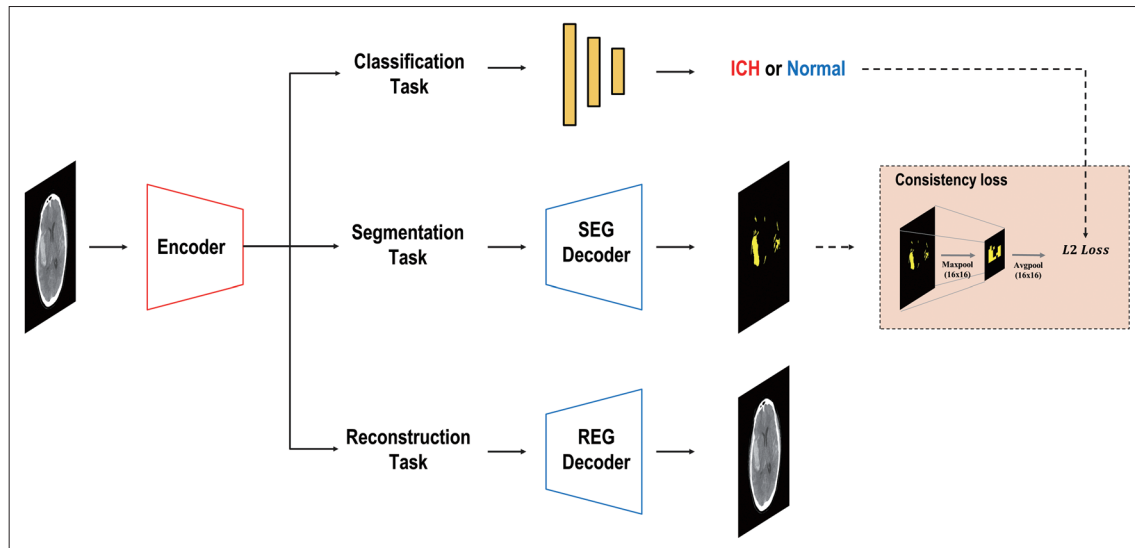 Classification
Task
ICH or Normal
Consistency loss
Encoder
Segmentation
Task
SEG
Decoder
Maxpool
(16x16)
Avgpool
(16x16)
L2 Loss
Reconstruction
Task
REG
Decoder